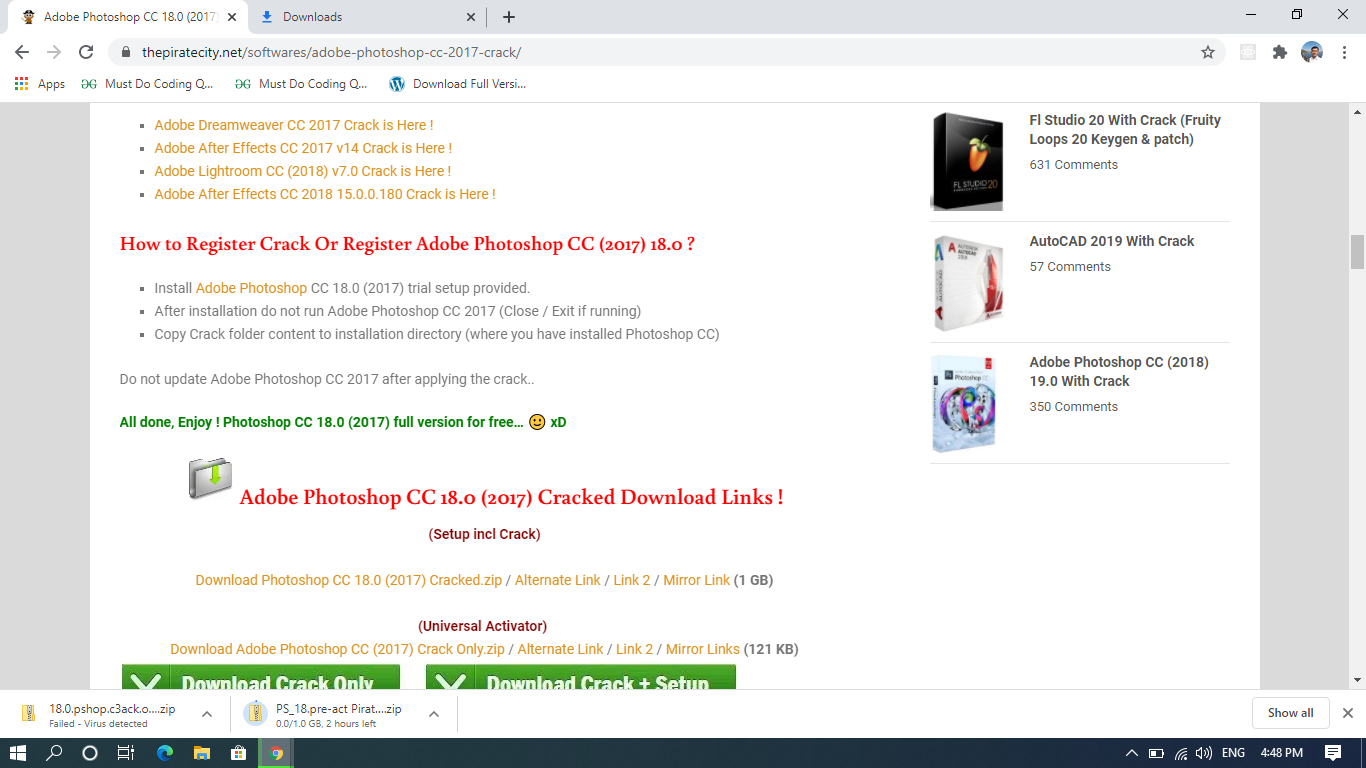 Adobe Photoshop CC 18.0 (2017)
Downloads
thepiratecity.net/softwares/adobe-photoshop-cc-2017-crack/
Apps
Must Do Coding Q...
Must Do Coding Q...
Download Full Versi...
Adobe Dreamweaver CC 2017 Crack is Here !
Adobe After Effects CC 2017 v14 Crack is Here !
Adobe Lightroom CC (2018) v7.0 Crack is Here !
Adobe After Effects CC 2018 15.0.0.180 Crack is Here !
How to Register Crack Or Register Adobe Photoshop CC (2017) 18.0 ?
Install Adobe Photoshop CC 18.0 (2017) trial setup provided.
After installation do not run Adobe Photoshop CC 2017 (Close / Exit if running)
Copy Crack folder content to installation directory (where you have installed Photoshop CC)
Do not update Adobe Photoshop CC 2017 after applying the crack..
All done, Enjoy ! Photoshop CC 18.0 (2017) full version for free… xD
Adobe Photoshop CC 18.0 (2017) Cracked Download Links !
(Setup incl Crack)
Download Photoshop CC 18.0 (2017) Cracked.zip / Alternate Link / Link 2 / Mirror Link (1 GB)
(Universal Activator)
Download Adobe Photoshop CC (2017) Crack Only.zip / Alternate Link / Link 2 / Mirror Links (121 KB)
Download Crack Only
Download Crack + Setup
Fl Studio 20 With Crack (Fruity
Loops 20 Keygen & patch)
631 Comments
FL STUDIO 20
AutoCAD 2019 With Crack
57 Comments
Adobe Photoshop CC (2018)
19.0 With Crack
350 Comments
18.0.pshop.c3ack.o....zip
Failed - Virus detected
PS_18.pre-act Pirat....zip
0.0/1.0 GB, 2 hours left
Show all
ENG
4:48 PM